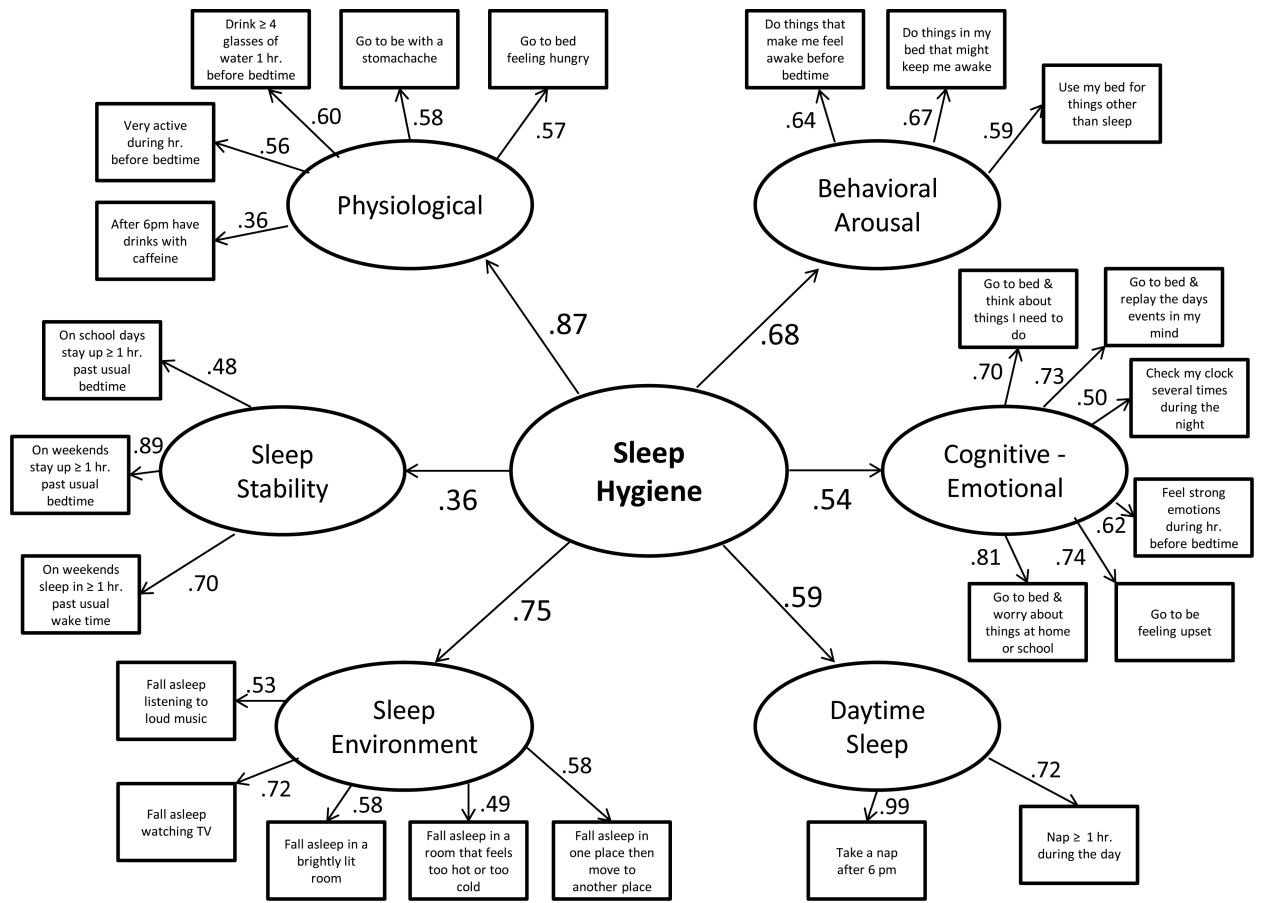 Drink ≥ 4
glasses of
water 1 hr.
before bedtime
Go to be with a
stomachache
Go to bed
feeling hungry
Very active
during hr.
before bedtime
After 6pm have
drinks with
caffeine
.60
.58
.57
.56
.36
Physiological
Do things that
make me feel
awake before
bedtime
Do things in my
bed that might
keep me awake
Use my bed for
things other
than sleep
.64
.67
.59
Behavioral
Arousal
.87
.68
On school days
stay up ≥ 1 hr.
past usual
bedtime
On weekends
stay up ≥ 1 hr.
past usual
bedtime
On weekends
sleep in ≥ 1 hr.
past usual
wake time
.48
.89
.70
Sleep
Stability
.36
Sleep
Hygiene
.54
Go to bed &
think about
things I need to
do
Go to bed &
replay the days
events in my
mind
Check my clock
several times
during the
night
Feel strong
emotions
during hr.
before bedtime
Go to bed &
worry about
things at home
or school
Go to be
feeling upset
.70
.73
.50
.62
.81
.74
Cognitive -
Emotional
.75
.59
Fall asleep
listening to
loud music
Fall asleep
watching TV
Fall asleep in a
brightly lit
room
Fall asleep in a
room that feels
too hot or too
cold
Fall asleep in
one place then
move to
another place
.53
.72
.58
.49
.58
Sleep
Environment
Daytime
Sleep
.99
.72
Take a nap
after 6 pm
Nap ≥ 1 hr.
during the day